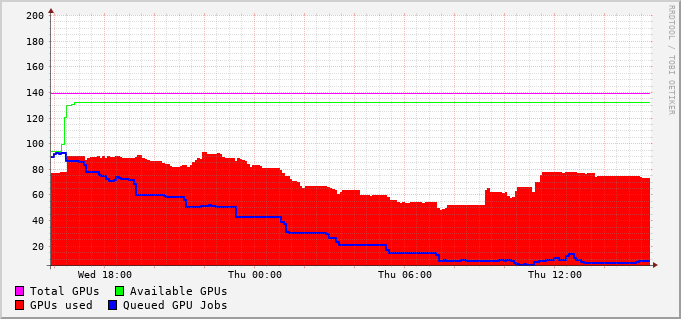 200
180
160
140
120
100
80
60
40
20
Wed 18:00 Thu 00:00 Thu 06:00 Thu 12:00
Total GPUs Available GPUs
GPUs used Queued GPU Jobs
RRDTOOL / TOBI OETIKER